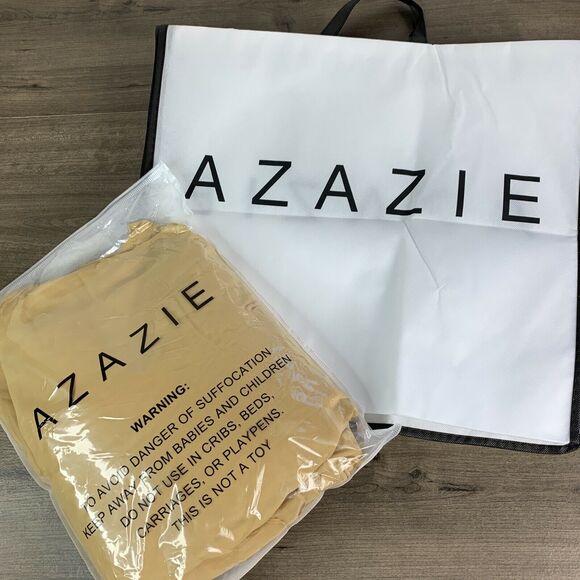 AZAZIE
AZAZIE
WARNING:
TO AVOID DANGER OF SUFFOCATION
KEEP AWAY FROM BABIES AND CHILDREN
DO NOT USE IN CRIBS, BEDS,
CARRIAGES, OR PLAYPENS.
THIS IS NOT A TOY